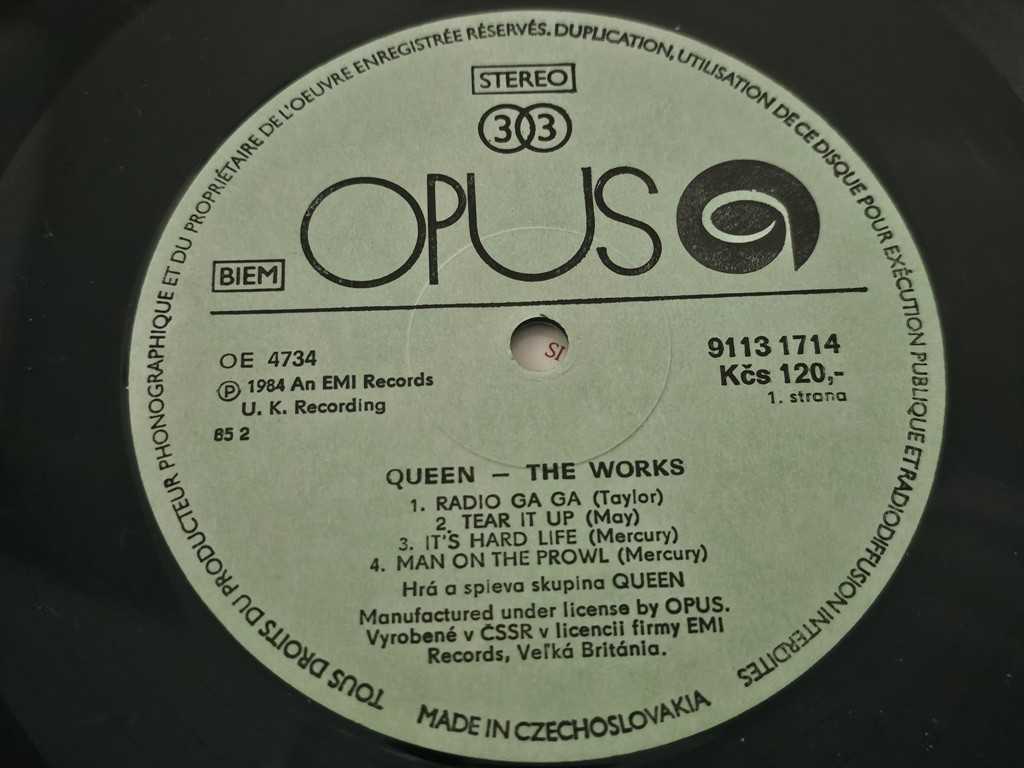 TOUS DROITS DU PRODUCTEUR PHONOGRAPHIQUE ET DU PROPRIÉTAIRE DE L'OEUVRE ENREGISTRÉE RÉSERVÉS. DUPLICATION, UTILISATION DE CE DISQUE POUR EXÉCUTION PUBLIQUE ET RADIODIFFUSION INTERDITES
STEREO
33
OPUS
BIEM
SI
OE 4734
Ⓟ 1984 An EMI Records
U. K. Recording
85 2
9113 1714
Kčs 120,-
1. strana
QUEEN – THE WORKS
1. RADIO GA GA (Taylor)
2. TEAR IT UP (May)
3. IT'S HARD LIFE (Mercury)
4. MAN ON THE PROWL (Mercury)
Hrá a spieva skupina QUEEN
Manufactured under license by OPUS.
Vyrobené v ČSSR v licencii firmy EMI
Records, Veľká Británia.
MADE IN CZECHOSLOVAKIA